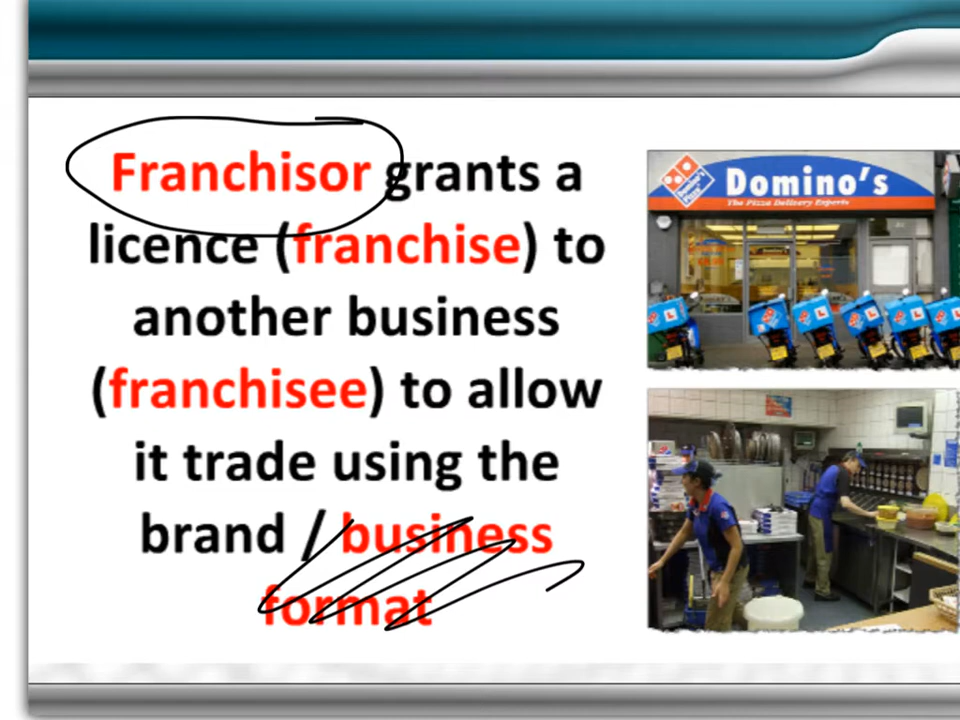 Franchisor grants a
licence (franchise) to
another business
(franchisee) to allow
it trade using the
brand / business
format
Domino's
The Pizza Delivery Experts
Domino's
L
L
L
L
L